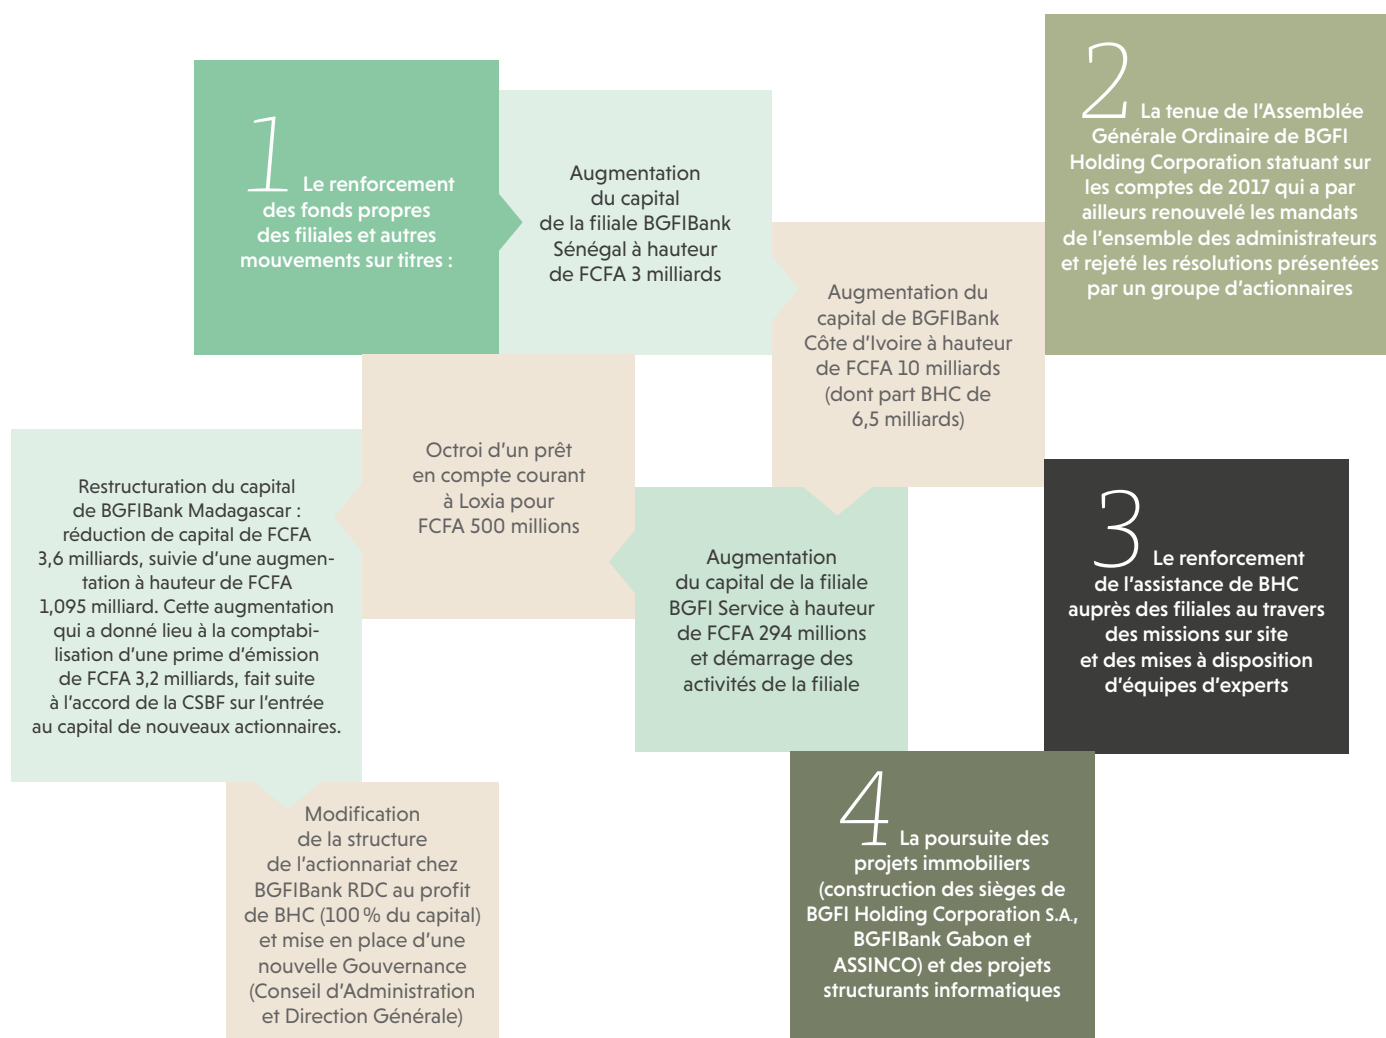 1 Le renforcement
des fonds propres
des filiales et autres
mouvements sur titres :
Augmentation
du capital
de la filiale BGFIBank
Sénégal à hauteur
de FCFA 3 milliards
Augmentation du
capital de BGFIBank
Côte d’Ivoire à hauteur
de FCFA 10 milliards
(dont part BHC de
6,5 milliards)
Augmentation
du capital de la filiale
BGFI Service à hauteur
de FCFA 294 millions
et démarrage des
activités de la filiale
Octroi d’un prêt
en compte courant
à Loxia pour
FCFA 500 millions
Restructuration du capital
de BGFIBank Madagascar :
réduction de capital de FCFA
3,6 milliards, suivie d’une augmen-
tation à hauteur de FCFA
1,095 milliard. Cette augmentation
qui a donné lieu à la comptabi-
lisation d’une prime d’émission
de FCFA 3,2 milliards, fait suite
à l’accord de la CSBF sur l’entrée
au capital de nouveaux actionnaires.
Modification
de la structure
de l’actionnariat chez
BGFIBank RDC au profit
de BHC (100 % du capital)
et mise en place d’une
nouvelle Gouvernance
(Conseil d’Administration
et Direction Générale)
2 La tenue de l’Assemblée
Générale Ordinaire de BGFI
Holding Corporation statuant sur
les comptes de 2017 qui a par
ailleurs renouvelé les mandats
de l’ensemble des administrateurs
et rejeté les résolutions présentées
par un groupe d’actionnaires
3 Le renforcement
de l’assistance de BHC
auprès des filiales au travers
des missions sur site
et des mises à disposition
d’équipes d’experts
4 La poursuite des
projets immobiliers
(construction des sièges de
BGFI Holding Corporation S.A.,
BGFIBank Gabon et
ASSINCO) et des projets
structurants informatiques